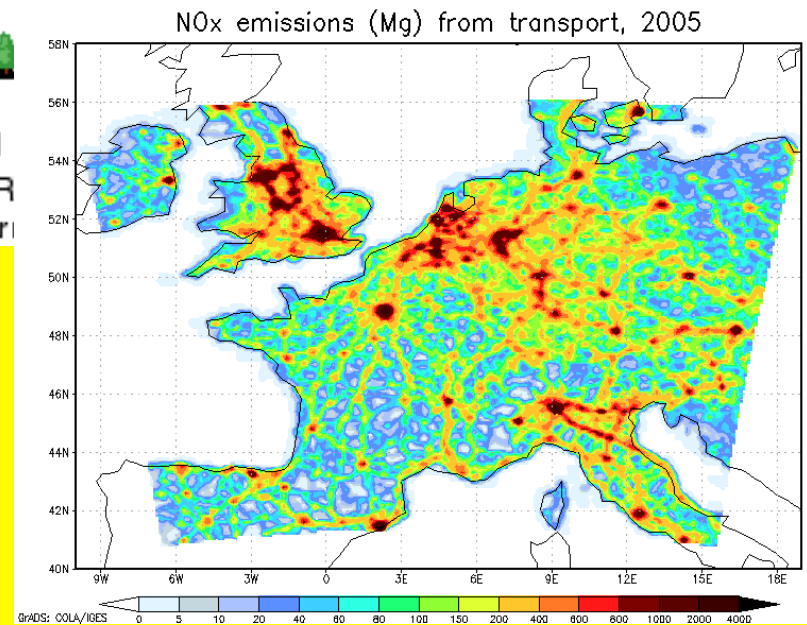 NOx emissions (Mg) from transport, 2005
58N
56N
54N
52N
50N
48N
46N
44N
42N
40N
9W 6W 3W 0 3E 6E 9E 12E 15E 18E
0 5 10 20 40 60 80 100 150 200 400 600 800 1000 2000 4000
GrADS: COLA/IGES
R